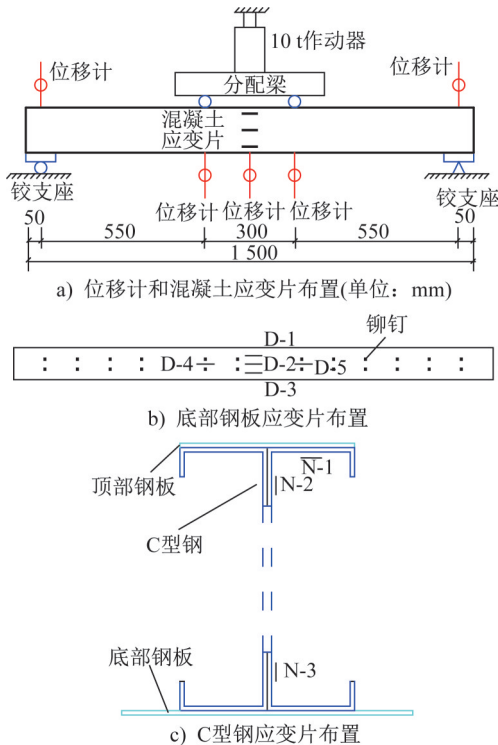 10 t作动器
位移计
位移计
分配梁
混凝土
应变片
铰支座
铰支座
位移计
位移计
位移计
50
550
300
550
50
1 500
a) 位移计和混凝土应变片布置(单位：mm)
铆钉
D-1
D-4
D-2
D-5
D-3
b) 底部钢板应变片布置
顶部钢板
N-1
N-2
C型钢
底部钢板
N-3
c) C型钢应变片布置